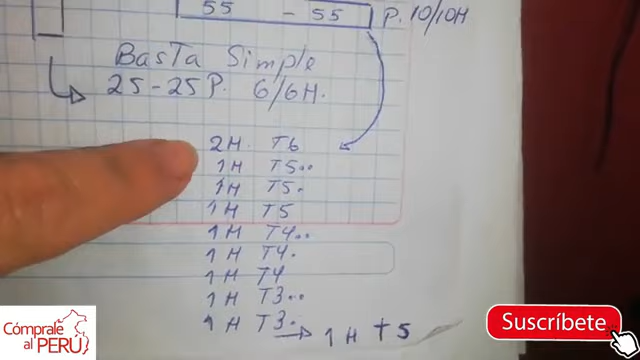 55 - 55 P. 10/10H
BasTa Simple
25-25P. 6/6H.
2H. T6
1H T5..
1H T5.
1H T5
1H T4..
1H T4.
1H T4
1H T3..
1H T3. → 1H T5
Cómprale
al PERÚ
Suscríbete